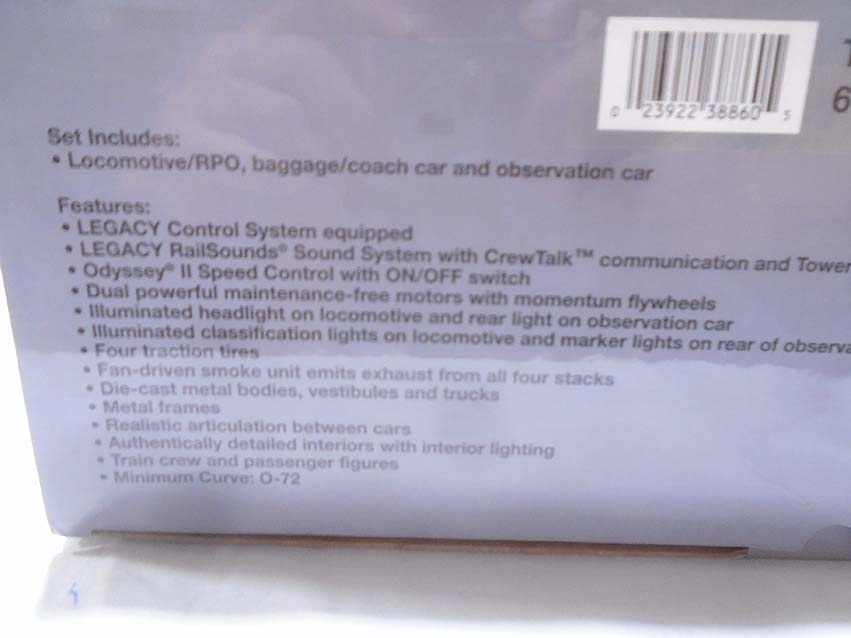 0 23922 38860 5
6
Set Includes:
• Locomotive/RPO, baggage/coach car and observation car
Features:
• LEGACY Control System equipped
• LEGACY RailSounds® Sound System with CrewTalk™ communication and Tower
• Odyssey® II Speed Control with ON/OFF switch
• Dual powerful maintenance-free motors with momentum flywheels
• Illuminated headlight on locomotive and rear light on observation car
• Illuminated classification lights on locomotive and marker lights on rear of observa
• Four traction tires
• Fan-driven smoke unit emits exhaust from all four stacks
• Die-cast metal bodies, vestibules and trucks
• Metal frames
• Realistic articulation between cars
• Authentically detailed interiors with interior lighting
• Train crew and passenger figures
• Minimum Curve: O-72